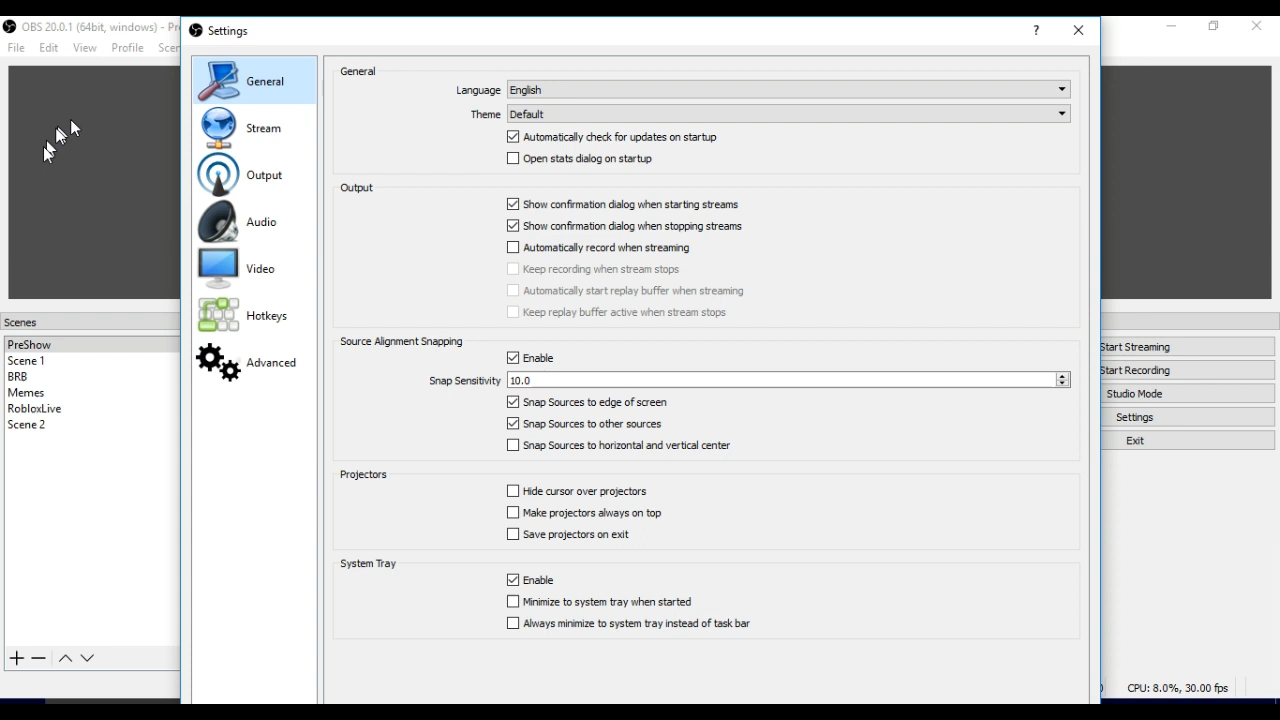 OBS 20.0.1 (64bit, windows) - Pr
File Edit View Profile Scen
Settings
?
General
Stream
Output
Audio
Video
Hotkeys
Advanced
General
Language English
Theme Default
Automatically check for updates on startup
Open stats dialog on startup
Output
Show confirmation dialog when starting streams
Show confirmation dialog when stopping streams
Automatically record when streaming
Keep recording when stream stops
Automatically start replay buffer when streaming
Keep replay buffer active when stream stops
Source Alignment Snapping
Enable
Snap Sensitivity 10.0
Snap Sources to edge of screen
Snap Sources to other sources
Snap Sources to horizontal and vertical center
Projectors
Hide cursor over projectors
Make projectors always on top
Save projectors on exit
System Tray
Enable
Minimize to system tray when started
Always minimize to system tray instead of task bar
Scenes
PreShow
Scene 1
BRB
Memes
RobloxLive
Scene 2
Start Streaming
Start Recording
Studio Mode
Settings
Exit
CPU: 8.0%, 30.00 fps